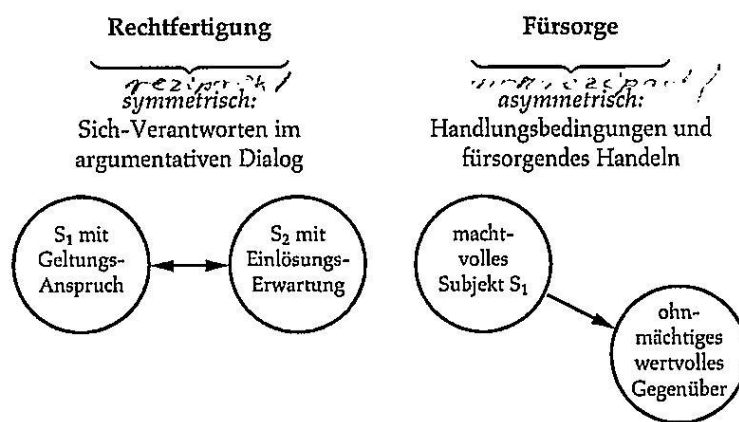 Rechtfertigung
reziprok /
symmetrisch:
Sich-Verantworten im
argumentativen Dialog
S₁ mit
Geltungs-
Anspruch
S₂ mit
Einlösungs-
Erwartung
Fürsorge
asymmetrisch:
Handlungsbedingungen und
fürsorgendes Handeln
macht-
volles
Subjekt S₁
ohn-
mächtiges
wertvolles
Gegenüber